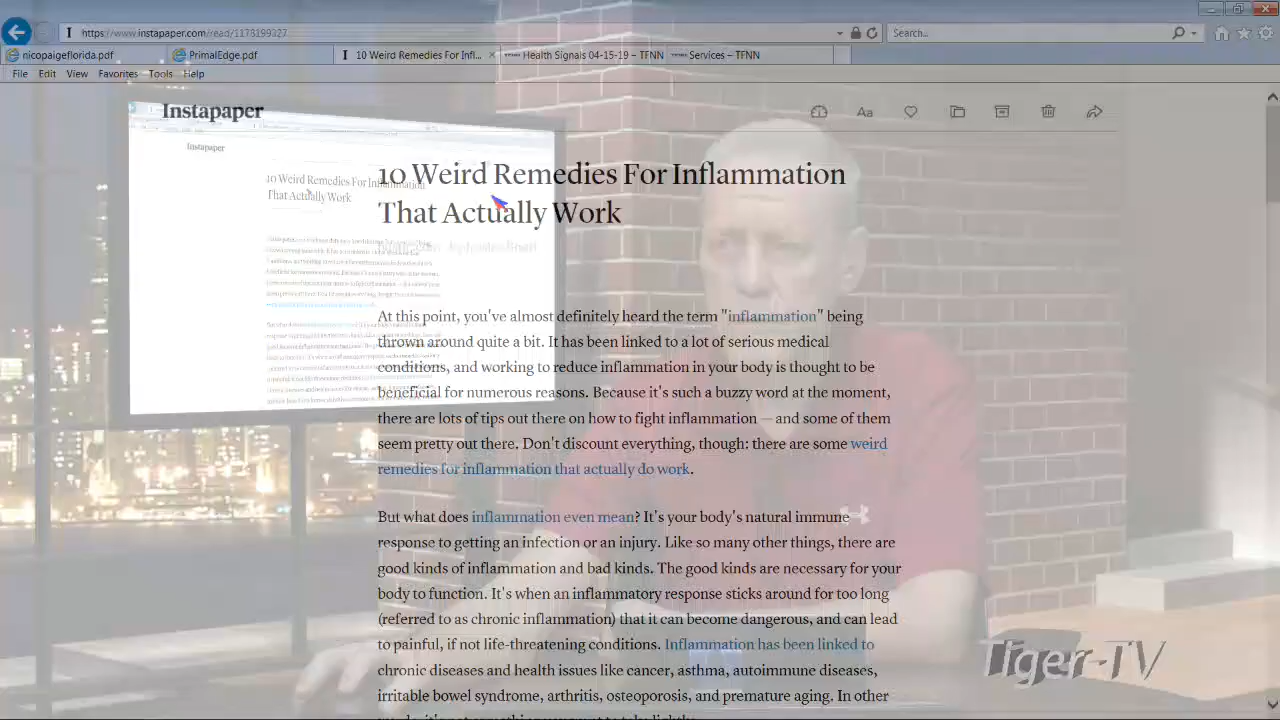 https://www.instapaper.com/read/1178199327
Search...
nicopaigeflorida.pdf
PrimalEdge.pdf
10 Weird Remedies For Infl...
Health Signals 04-15-19 – TFNN
Services – TFNN
File Edit View Favorites Tools Help
Instapaper
Aa
Instapaper
10 Weird Remedies For Inflammation
That Actually Work
10 Weird Remedies For Inflammation
That Actually Work
At this point, you've almost definitely heard the term "inflammation" being
thrown around quite a bit. It has been linked to a lot of serious medical
conditions, and working to reduce inflammation in your body is thought to be
beneficial for numerous reasons. Because it's such a buzzy word at the moment,
there are lots of tips out there on how to fight inflammation — and some of them
seem pretty out there. Don't discount everything, though: there are some weird
remedies for inflammation that actually do work.
But what does inflammation even mean? It's your body's natural immune
response to getting an infection or an injury. Like so many other things, there are
good kinds of inflammation and bad kinds. The good kinds are necessary for your
body to function. It's when an inflammatory response sticks around for too long
(referred to as chronic inflammation) that it can become dangerous, and can lead
to painful, if not life-threatening conditions. Inflammation has been linked to
chronic diseases and health issues like cancer, asthma, autoimmune diseases,
irritable bowel syndrome, arthritis, osteoporosis, and premature aging. In other
Tiger-TV